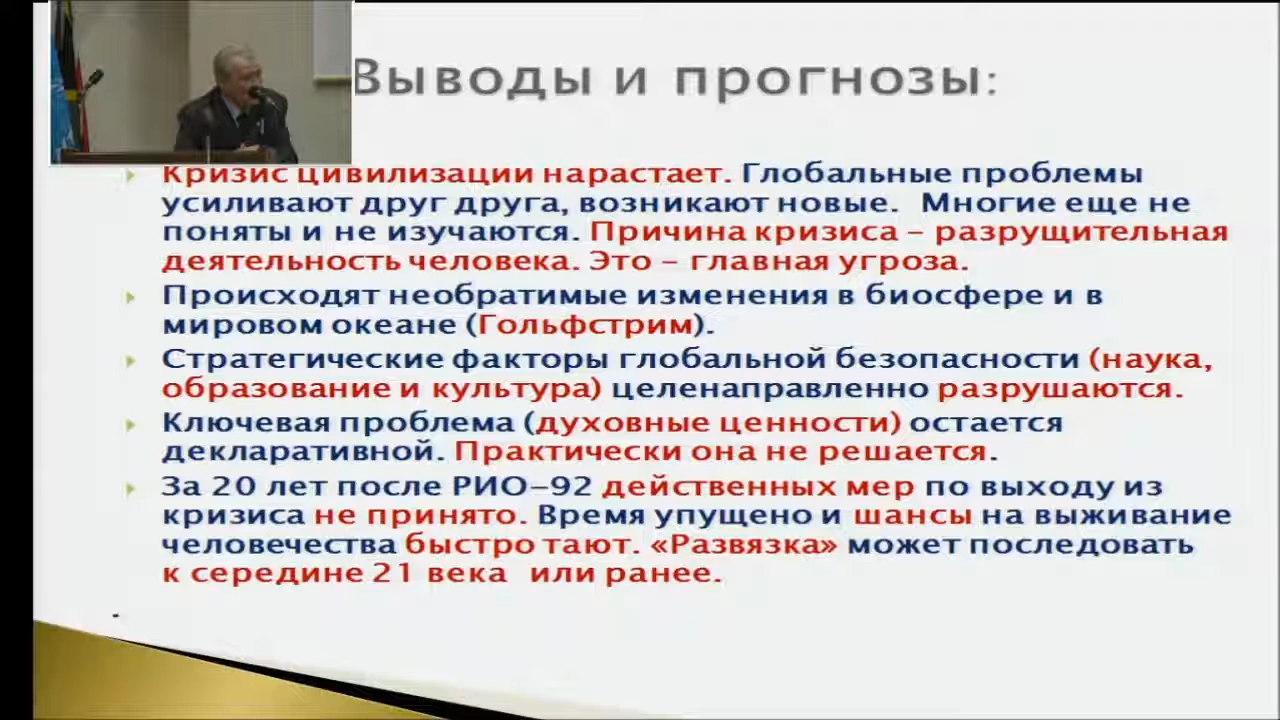 Выводы и прогнозы:
Кризис цивилизации нарастает. Глобальные проблемы
усиливают друг друга, возникают новые. Многие еще не
поняты и не изучаются. Причина кризиса – разрущительная
деятельность человека. Это – главная угроза.
Происходят необратимые изменения в биосфере и в
мировом океане (Гольфстрим).
Стратегические факторы глобальной безопасности (наука,
образование и культура) целенаправленно разрушаются.
Ключевая проблема (духовные ценности) остается
декларативной. Практически она не решается.
За 20 лет после РИО-92 действенных мер по выходу из
кризиса не принято. Время упущено и шансы на выживание
человечества быстро тают. «Развязка» может последовать
к середине 21 века или ранее.